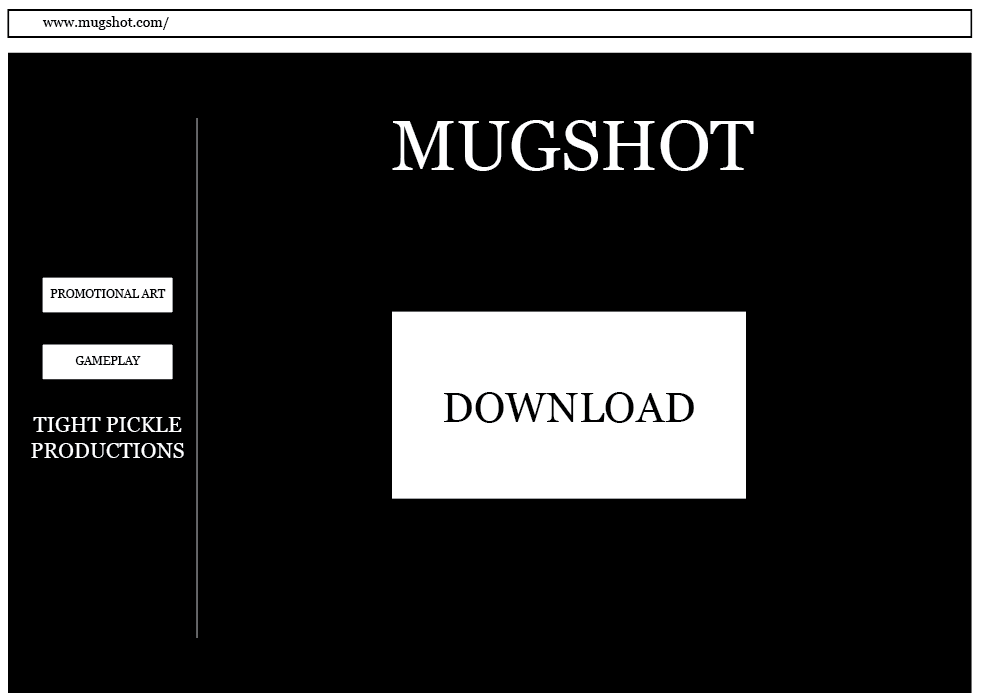 www.mugshot.com/
MUGSHOT
PROMOTIONAL ART
GAMEPLAY
TIGHT PICKLE
PRODUCTIONS
DOWNLOAD